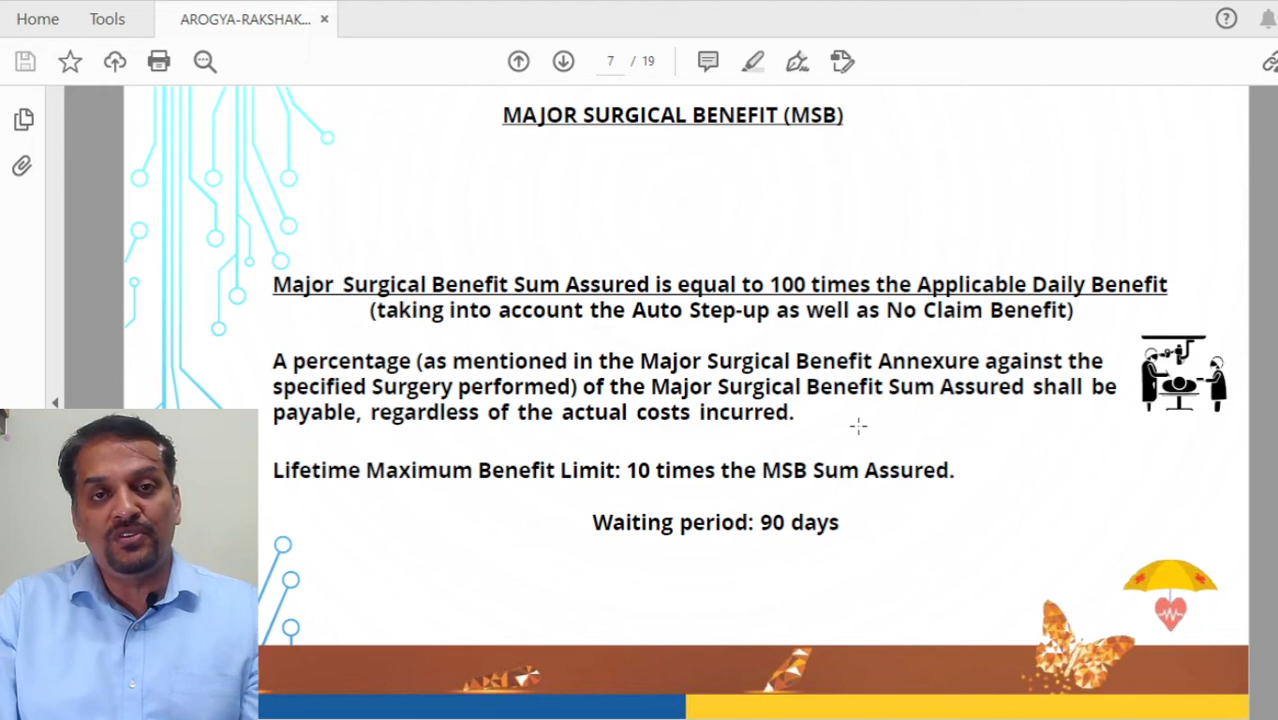 Home
Tools
AROGYA-RAKSHAK...
7 / 19
MAJOR SURGICAL BENEFIT (MSB)
Major Surgical Benefit Sum Assured is equal to 100 times the Applicable Daily Benefit
(taking into account the Auto Step-up as well as No Claim Benefit)
A percentage (as mentioned in the Major Surgical Benefit Annexure against the
specified Surgery performed) of the Major Surgical Benefit Sum Assured shall be
payable, regardless of the actual costs incurred.
Lifetime Maximum Benefit Limit: 10 times the MSB Sum Assured.
Waiting period: 90 days